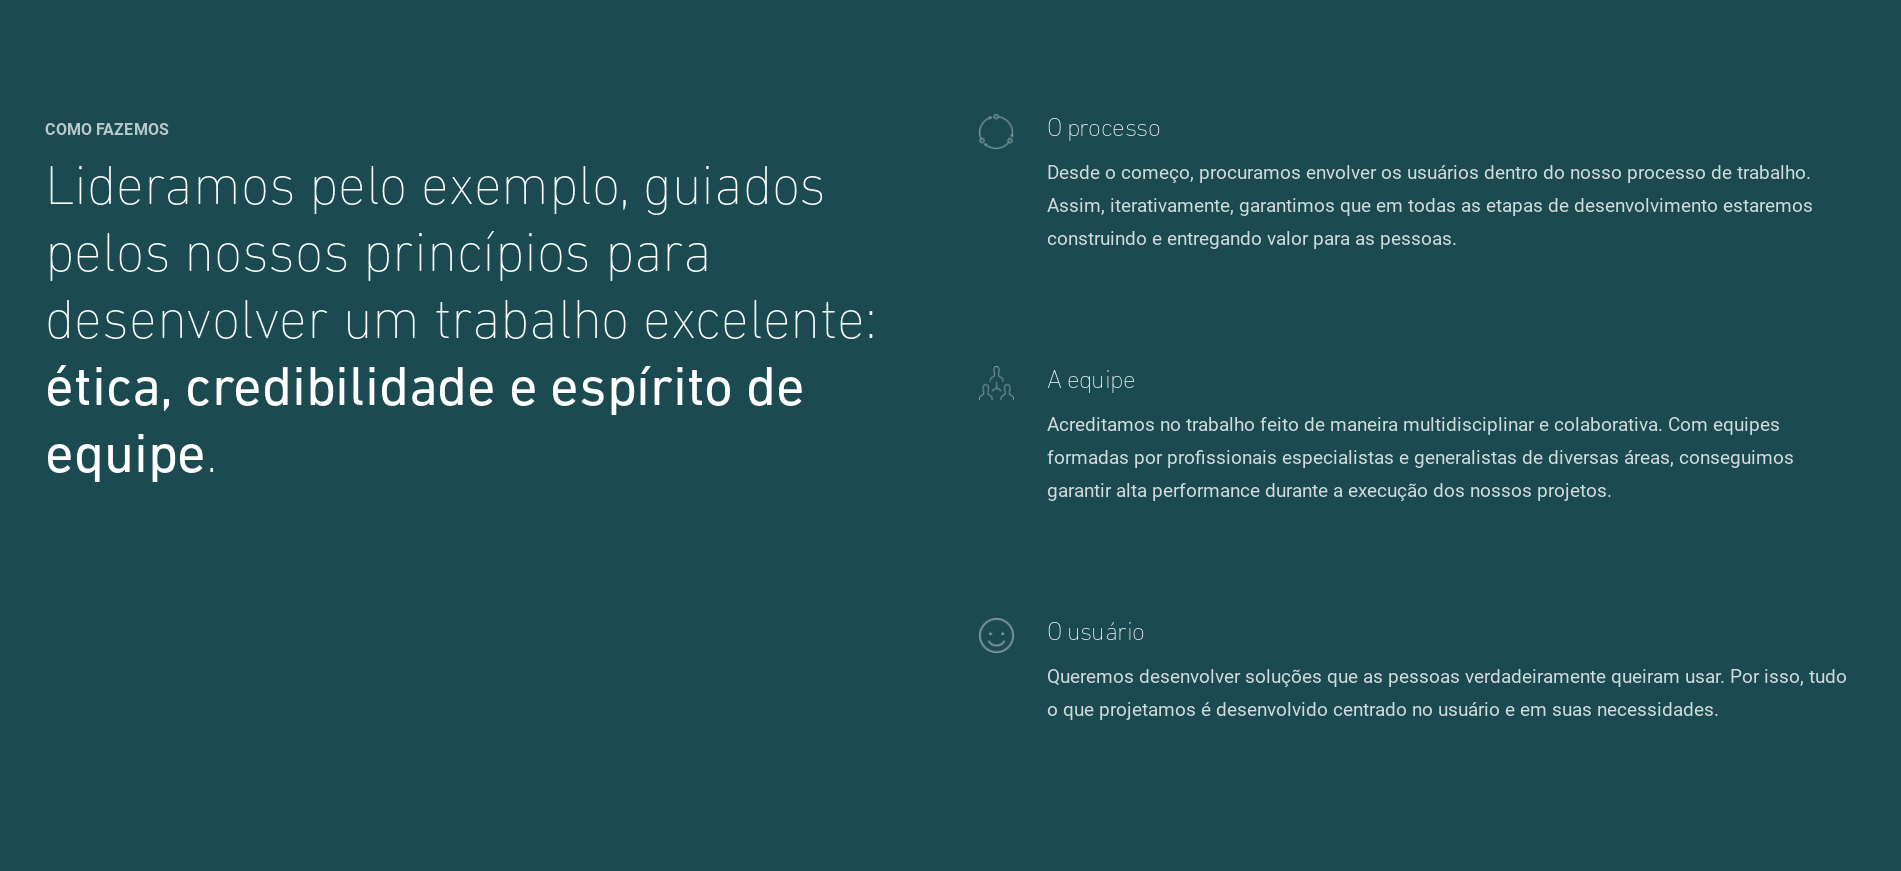 COMO FAZEMOS
Lideramos pelo exemplo, guiados
pelos nossos princípios para
desenvolver um trabalho excelente:
ética, credibilidade e espírito de
equipe.
O processo
Desde o começo, procuramos envolver os usuários dentro do nosso processo de trabalho.
Assim, iterativamente, garantimos que em todas as etapas de desenvolvimento estaremos
construindo e entregando valor para as pessoas.
A equipe
Acreditamos no trabalho feito de maneira multidisciplinar e colaborativa. Com equipes
formadas por profissionais especialistas e generalistas de diversas áreas, conseguimos
garantir alta performance durante a execução dos nossos projetos.
O usuário
Queremos desenvolver soluções que as pessoas verdadeiramente queiram usar. Por isso, tudo
o que projetamos é desenvolvido centrado no usuário e em suas necessidades.